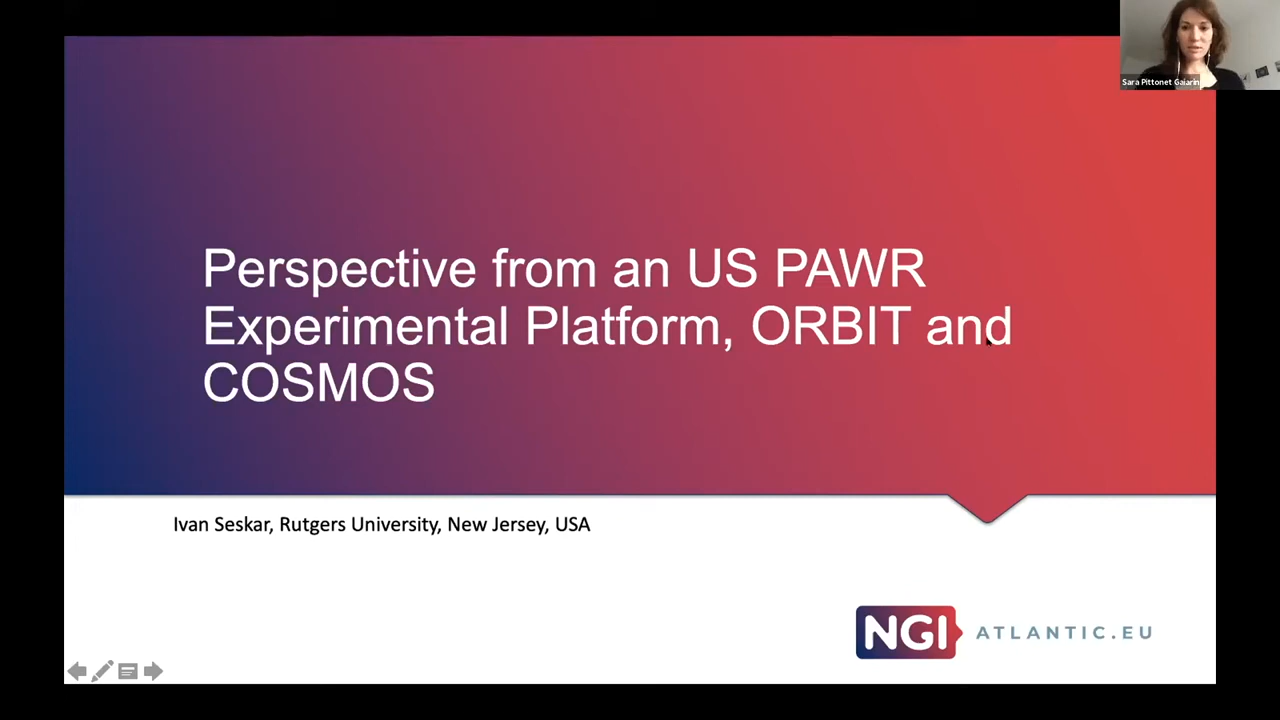 Sara Pittonet Gaiarin
Perspective from an US PAWR
Experimental Platform, ORBIT and
COSMOS
Ivan Seskar, Rutgers University, New Jersey, USA
NGI ATLANTIC.EU